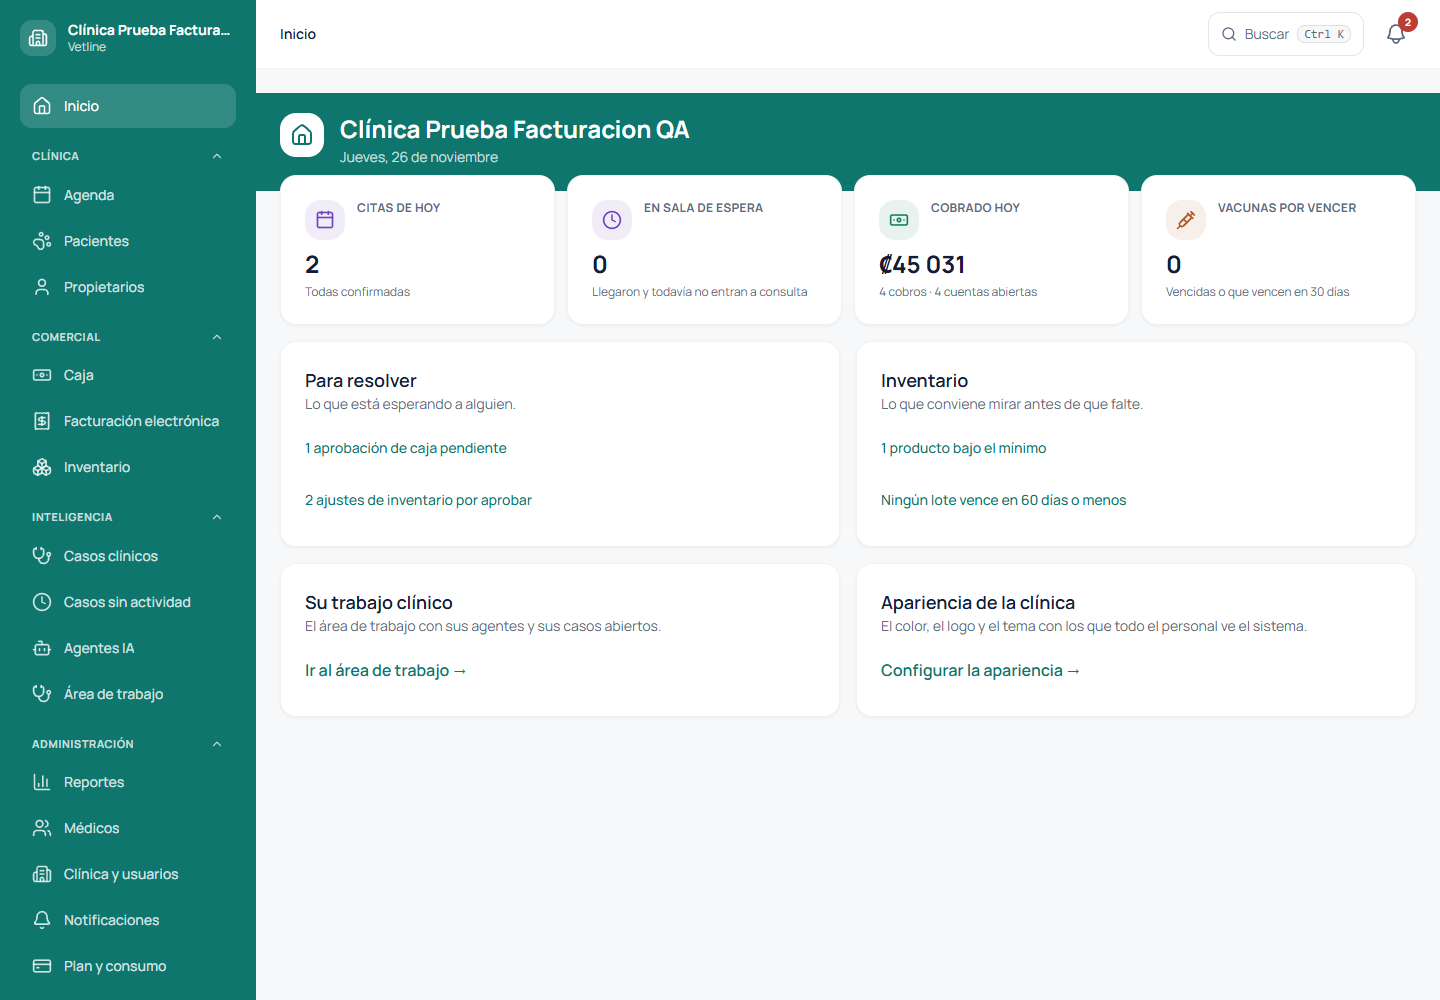 Clínica Prueba Factura...
Vetline
Inicio
CLÍNICA
Agenda
Pacientes
Propietarios
COMERCIAL
Caja
Facturación electrónica
Inventario
INTELIGENCIA
Casos clínicos
Casos sin actividad
Agentes IA
Área de trabajo
ADMINISTRACIÓN
Reportes
Médicos
Clínica y usuarios
Notificaciones
Plan y consumo
Inicio
Buscar Ctrl K
2
Clínica Prueba Facturacion QA
Jueves, 26 de noviembre
CITAS DE HOY
2
Todas confirmadas
EN SALA DE ESPERA
0
Llegaron y todavía no entran a consulta
COBRADO HOY
₡45 031
4 cobros · 4 cuentas abiertas
VACUNAS POR VENCER
0
Vencidas o que vencen en 30 días
Para resolver
Lo que está esperando a alguien.
1 aprobación de caja pendiente
2 ajustes de inventario por aprobar
Inventario
Lo que conviene mirar antes de que falte.
1 producto bajo el mínimo
Ningún lote vence en 60 días o menos
Su trabajo clínico
El área de trabajo con sus agentes y sus casos abiertos.
Ir al área de trabajo →
Apariencia de la clínica
El color, el logo y el tema con los que todo el personal ve el sistema.
Configurar la apariencia →